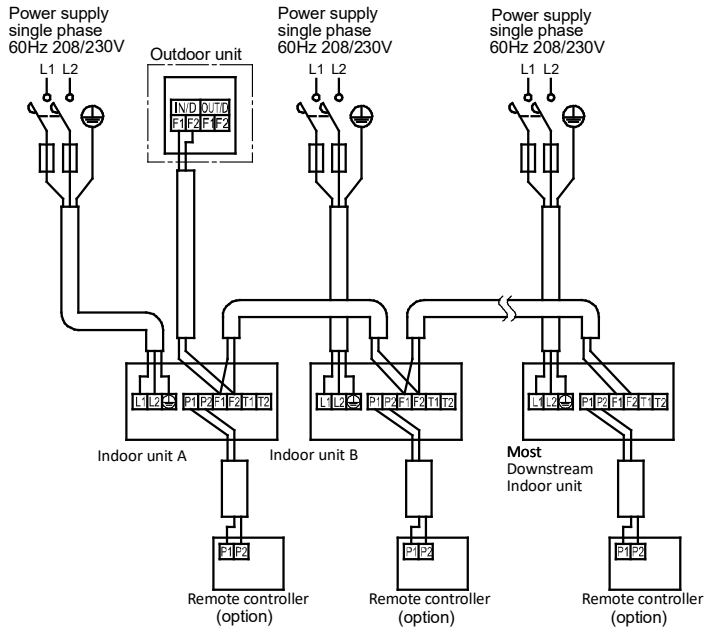 Power supply
single phase
60Hz 208/230V
L1 L2
Outdoor unit
IN/D OUT/D
F1 F2 F1 F2
Power supply
single phase
60Hz 208/230V
L1 L2
Power supply
single phase
60Hz 208/230V
L1 L2
L1 L2 P1 P2 F1 F2 T1 T2
L1 L2 P1 P2 F1 F2 T1 T2
L1 L2 P1 P2 F1 F2 T1 T2
Indoor unit A
Indoor unit B
Most
Downstream
Indoor unit
P1 P2
P1 P2
P1 P2
Remote controller
(option)
Remote controller
(option)
Remote controller
(option)